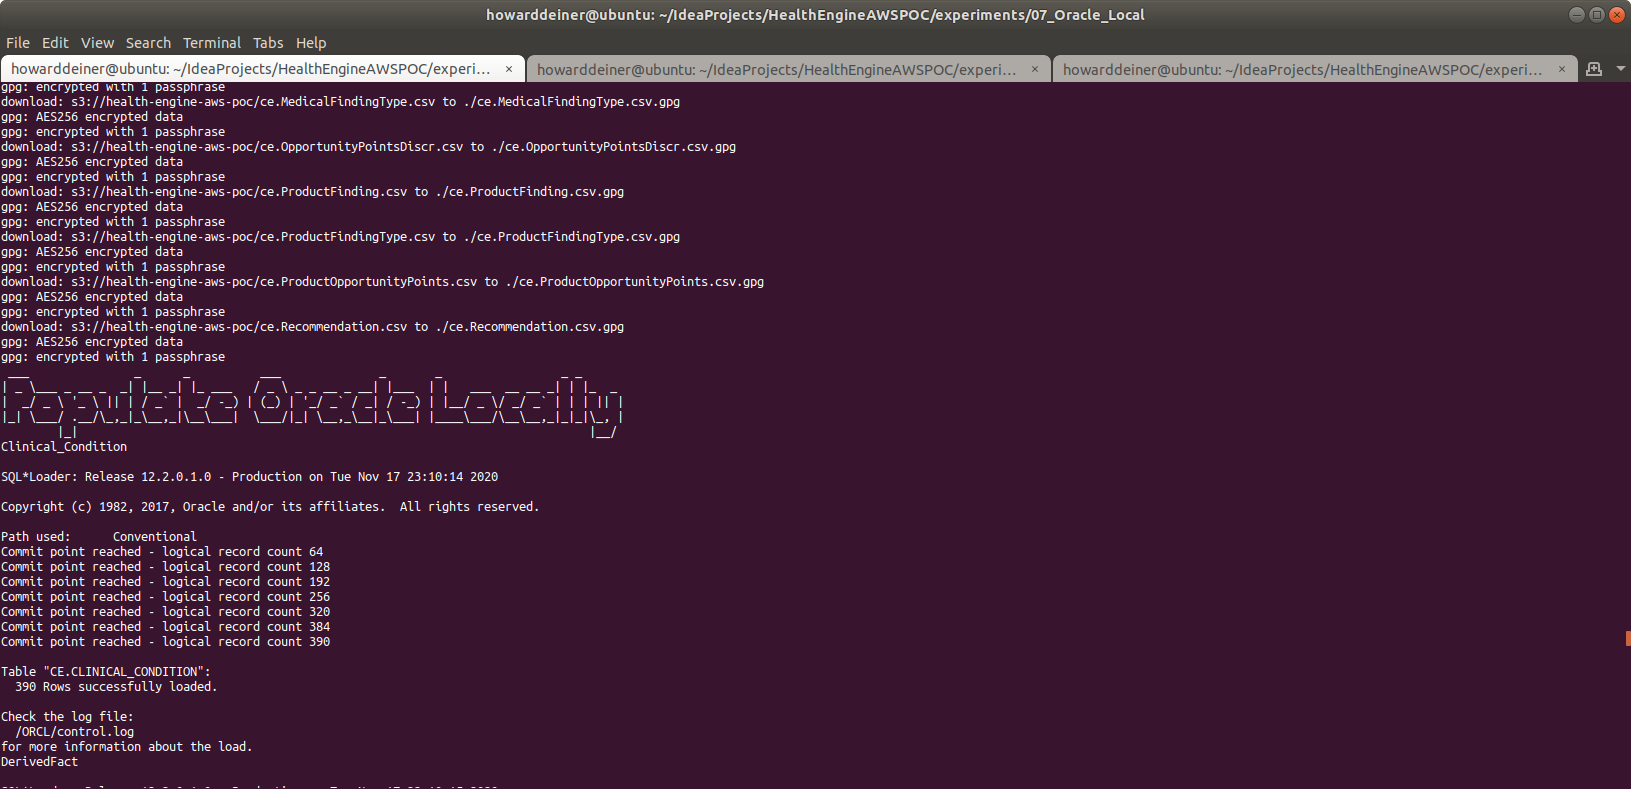 howarddeiner@ubuntu: ~/IdeaProjects/HealthEngineAWSPOC/experiments/07_Oracle_Local
File Edit View Search Terminal Tabs Help
howarddeiner@ubuntu: ~/IdeaProjects/HealthEngineAWSPOC/experi... × howarddeiner@ubuntu: ~/IdeaProjects/HealthEngineAWSPOC/experi... × howarddeiner@ubuntu: ~/IdeaProjects/HealthEngineAWSPOC/experi... ×
gpg: encrypted with 1 passphrase
download: s3://health-engine-aws-poc/ce.MedicalFindingType.csv to ./ce.MedicalFindingType.csv.gpg
gpg: AES256 encrypted data
gpg: encrypted with 1 passphrase
download: s3://health-engine-aws-poc/ce.OpportunityPointsDiscr.csv to ./ce.OpportunityPointsDiscr.csv.gpg
gpg: AES256 encrypted data
gpg: encrypted with 1 passphrase
download: s3://health-engine-aws-poc/ce.ProductFinding.csv to ./ce.ProductFinding.csv.gpg
gpg: AES256 encrypted data
gpg: encrypted with 1 passphrase
download: s3://health-engine-aws-poc/ce.ProductFindingType.csv to ./ce.ProductFindingType.csv.gpg
gpg: AES256 encrypted data
gpg: encrypted with 1 passphrase
download: s3://health-engine-aws-poc/ce.ProductOpportunityPoints.csv to ./ce.ProductOpportunityPoints.csv.gpg
gpg: AES256 encrypted data
gpg: encrypted with 1 passphrase
download: s3://health-engine-aws-poc/ce.Recommendation.csv to ./ce.Recommendation.csv.gpg
gpg: AES256 encrypted data
gpg: encrypted with 1 passphrase
Populate Oracle Locally
Clinical_Condition
SQL*Loader: Release 12.2.0.1.0 - Production on Tue Nov 17 23:10:14 2020
Copyright (c) 1982, 2017, Oracle and/or its affiliates.  All rights reserved.
Path used:      Conventional
Commit point reached - logical record count 64
Commit point reached - logical record count 128
Commit point reached - logical record count 192
Commit point reached - logical record count 256
Commit point reached - logical record count 320
Commit point reached - logical record count 384
Commit point reached - logical record count 390
Table "CE.CLINICAL_CONDITION":
390 Rows successfully loaded.
Check the log file:
/ORCL/control.log
for more information about the load.
DerivedFact